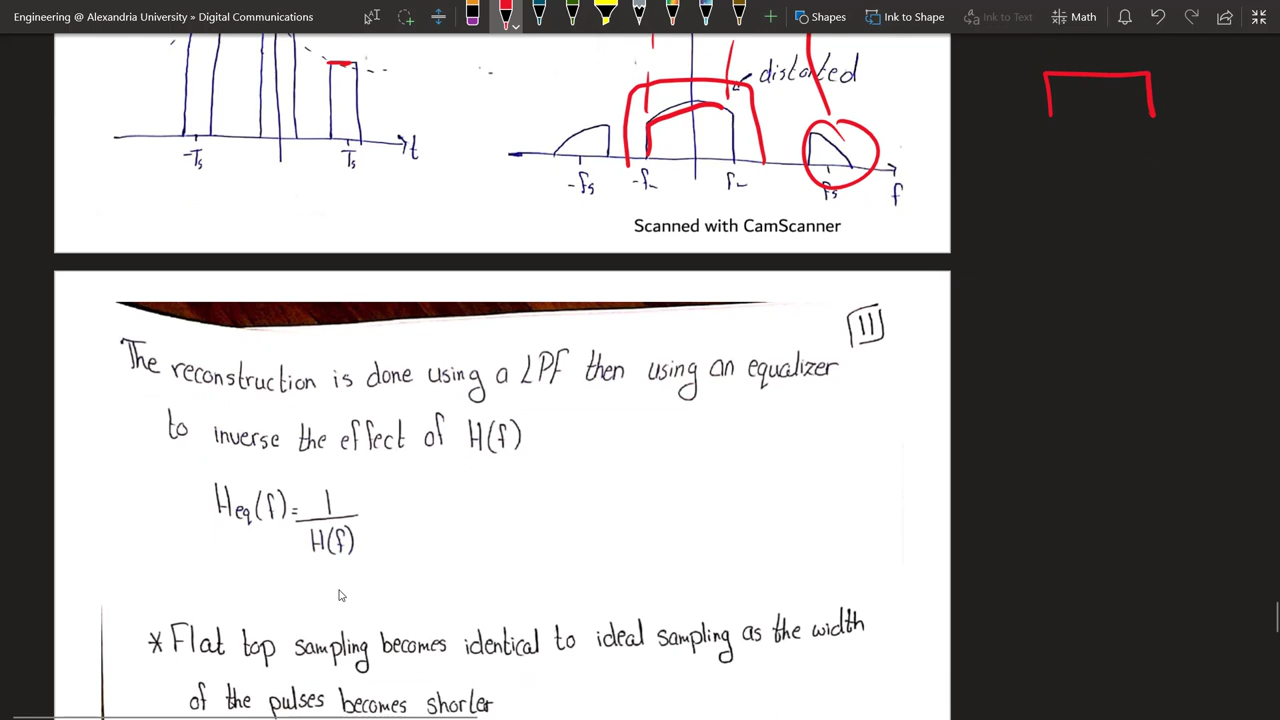 Engineering @ Alexandria University » Digital Communications
Shapes
Ink to Shape
Ink to Text
Math
distorted
-Ts
Ts
t
-fs
-fm
fm
fs
f
Scanned with CamScanner
11
The reconstruction is done using a LPF then using an equalizer
to inverse the effect of H(f)
Heq(f)= 1
H(f)
* Flat top sampling becomes identical to ideal sampling as the width
of the pulses becomes shorter